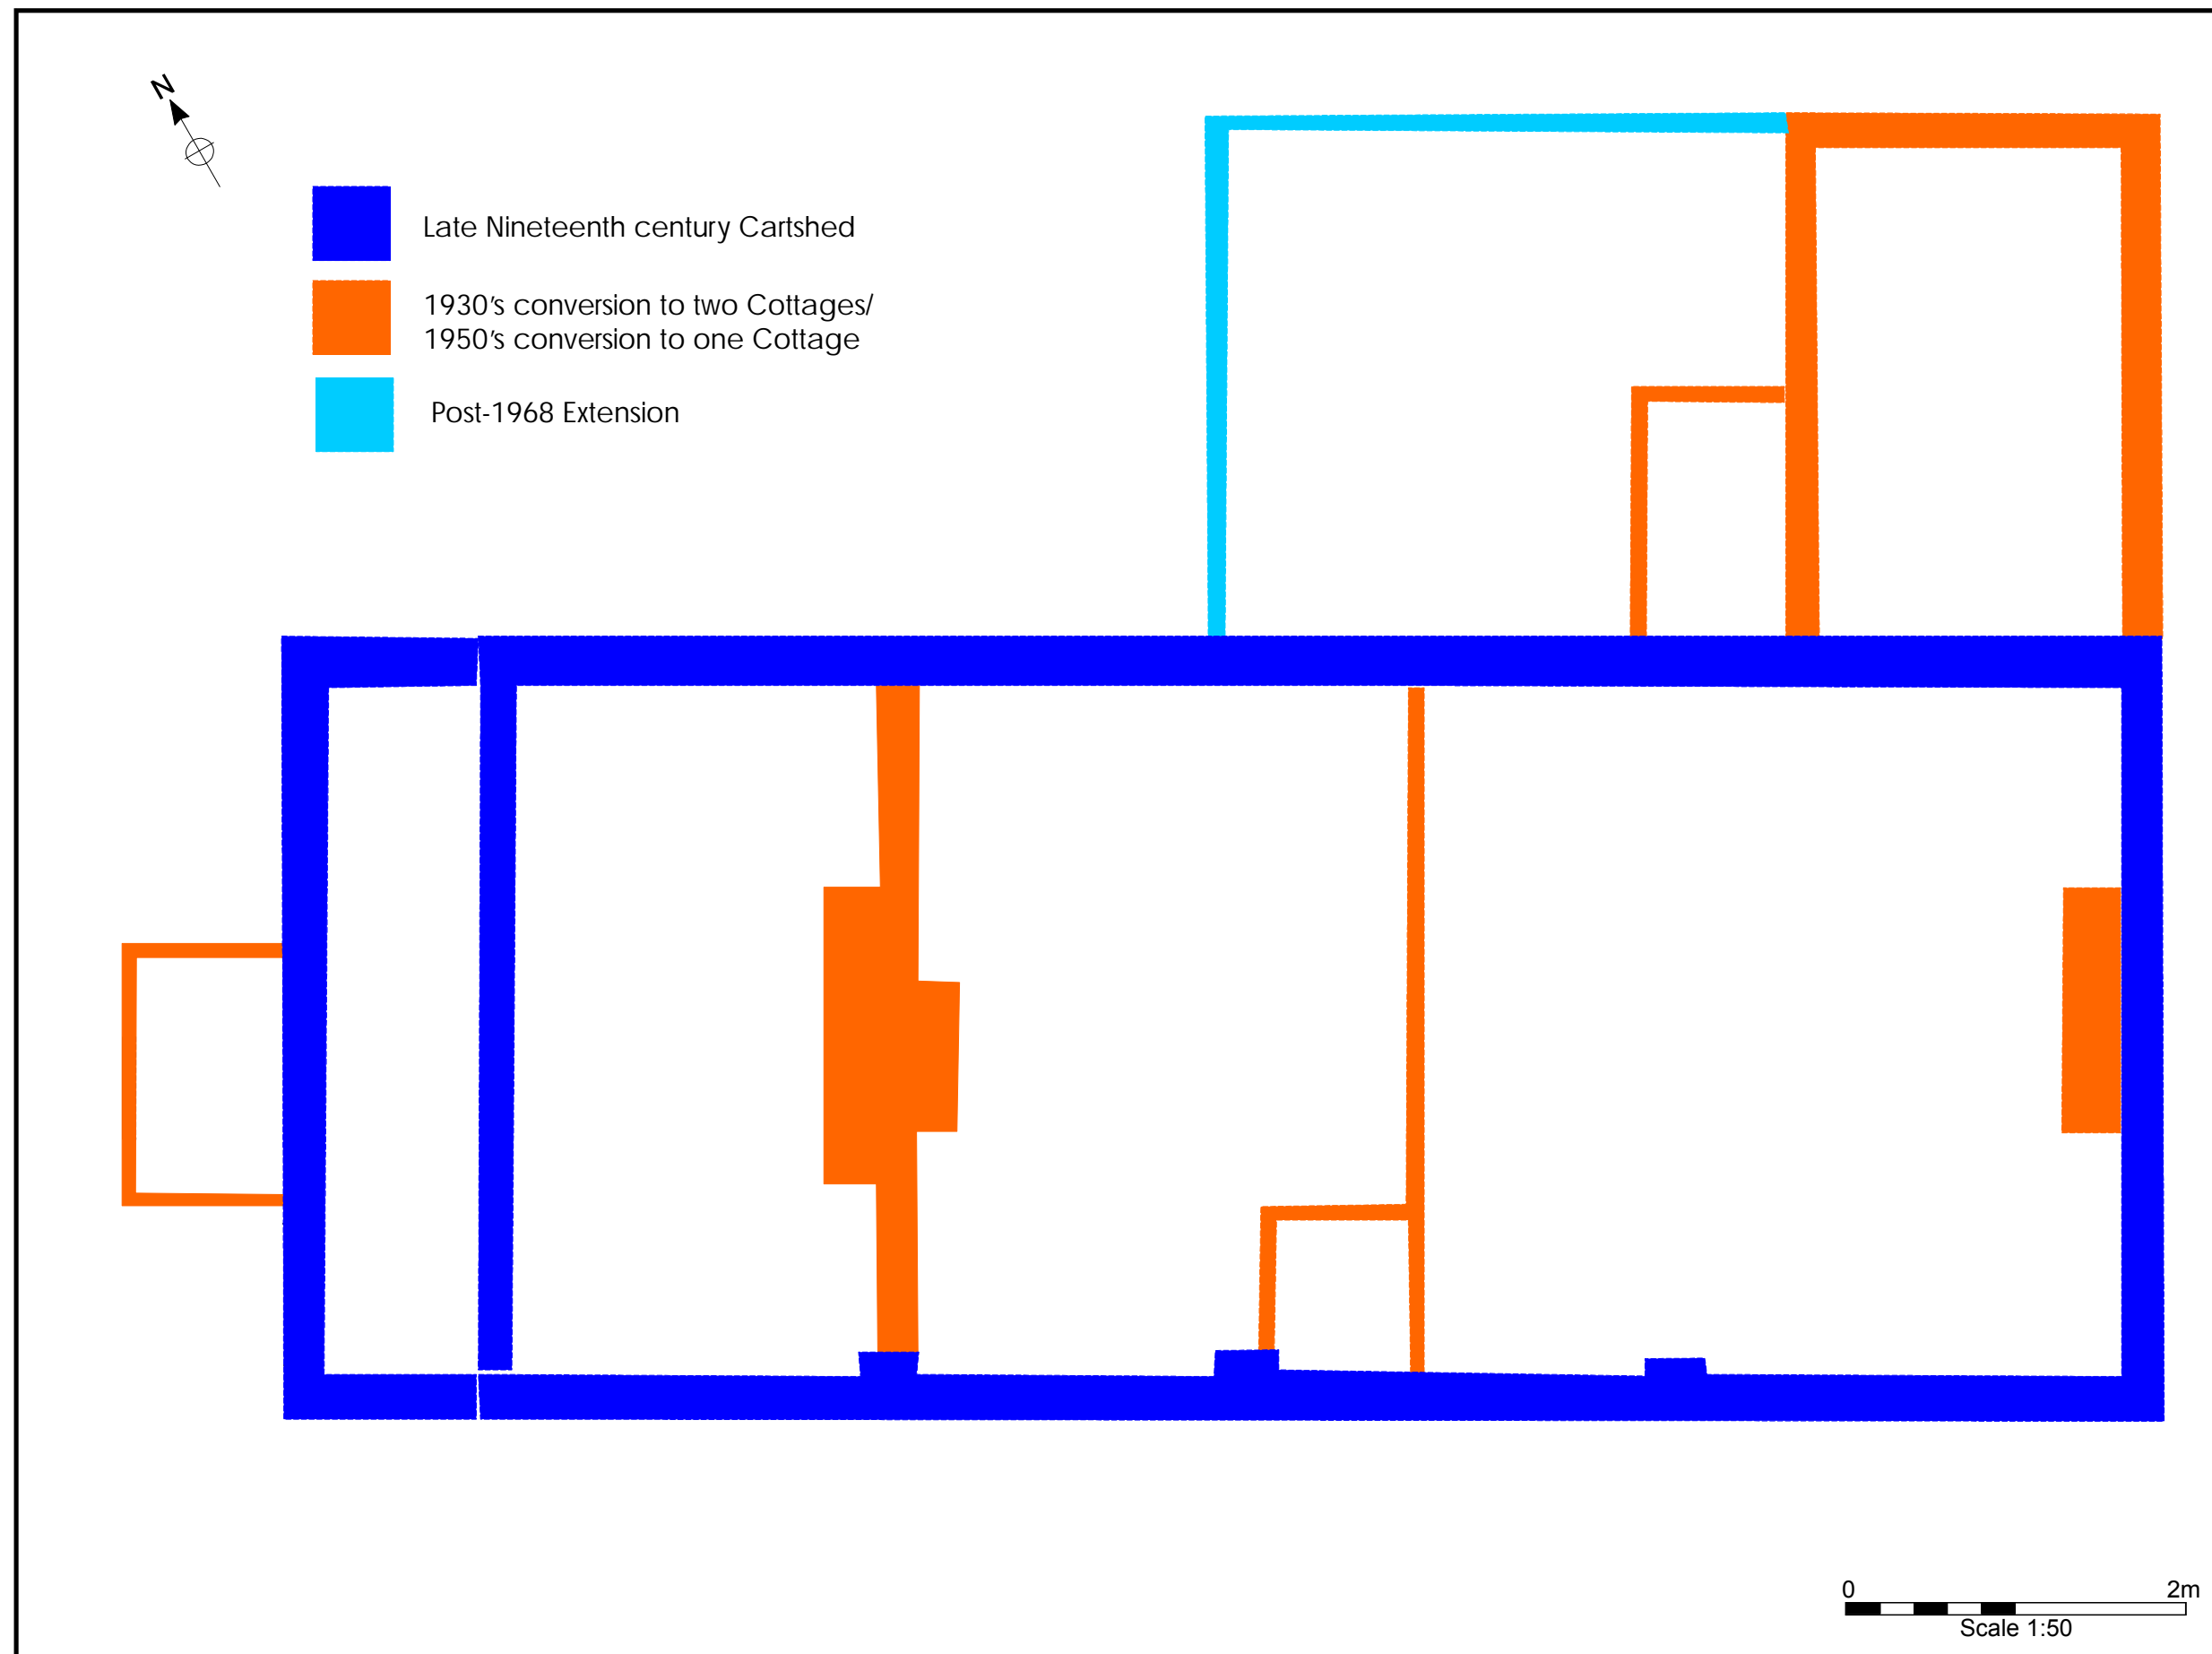 N
Late Nineteenth century Cartshed
1930's conversion to two Cottages/
1950's conversion to one Cottage
Post-1968 Extension
0 2m
Scale 1:50